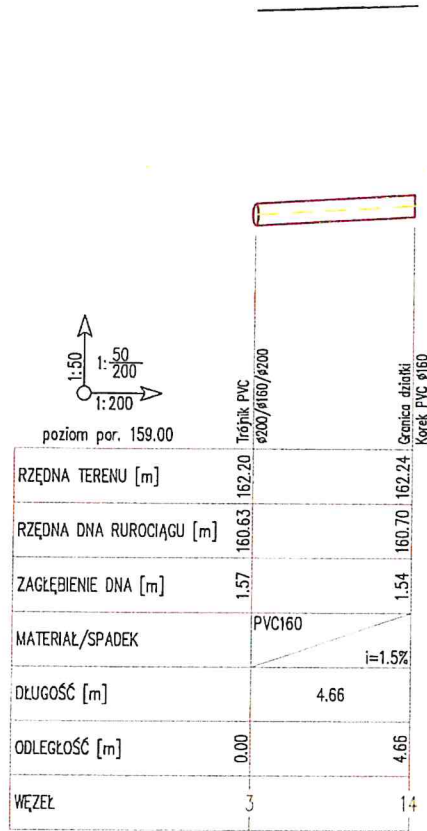 1:50
1: 50/200
1:200
poziom por. 159.00
Trójnik PVC
ø200/ø160/ø200
Granica działki
Korek PVC ø160
RZĘDNA TERENU [m] 162.20 162.24
RZĘDNA DNA RUROCIĄGU [m] 160.63 160.70
ZAGŁĘBIENIE DNA [m] 1.57 1.54
MATERIAŁ/SPADEK PVC160 i=1.5%
DŁUGOŚĆ [m] 4.66
ODLEGŁOŚĆ [m] 0.00 4.66
WĘZEŁ 3 14